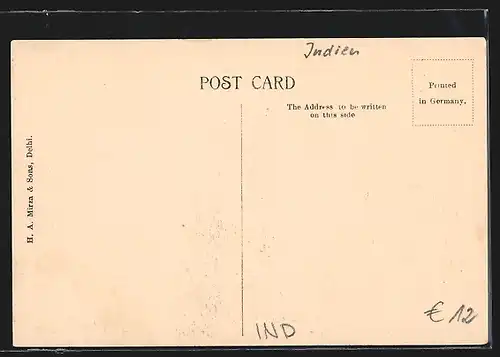 Indien
POST CARD
Printed
in Germany.
The Address to be written
on this side
H. A. Mirza & Sons, Delhi.
IND
€ 12